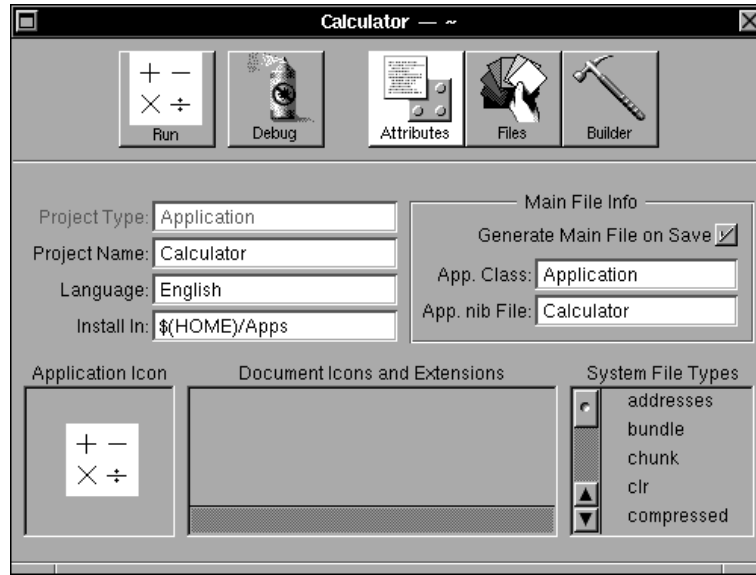 Calculator — ~
Run
Debug
Attributes
Files
Builder
Project Type: Application
Project Name: Calculator
Language: English
Install In: $(HOME)/Apps
Main File Info
Generate Main File on Save
App. Class: Application
App. nib File: Calculator
Application Icon
Document Icons and Extensions
System File Types
addresses
bundle
chunk
clr
compressed